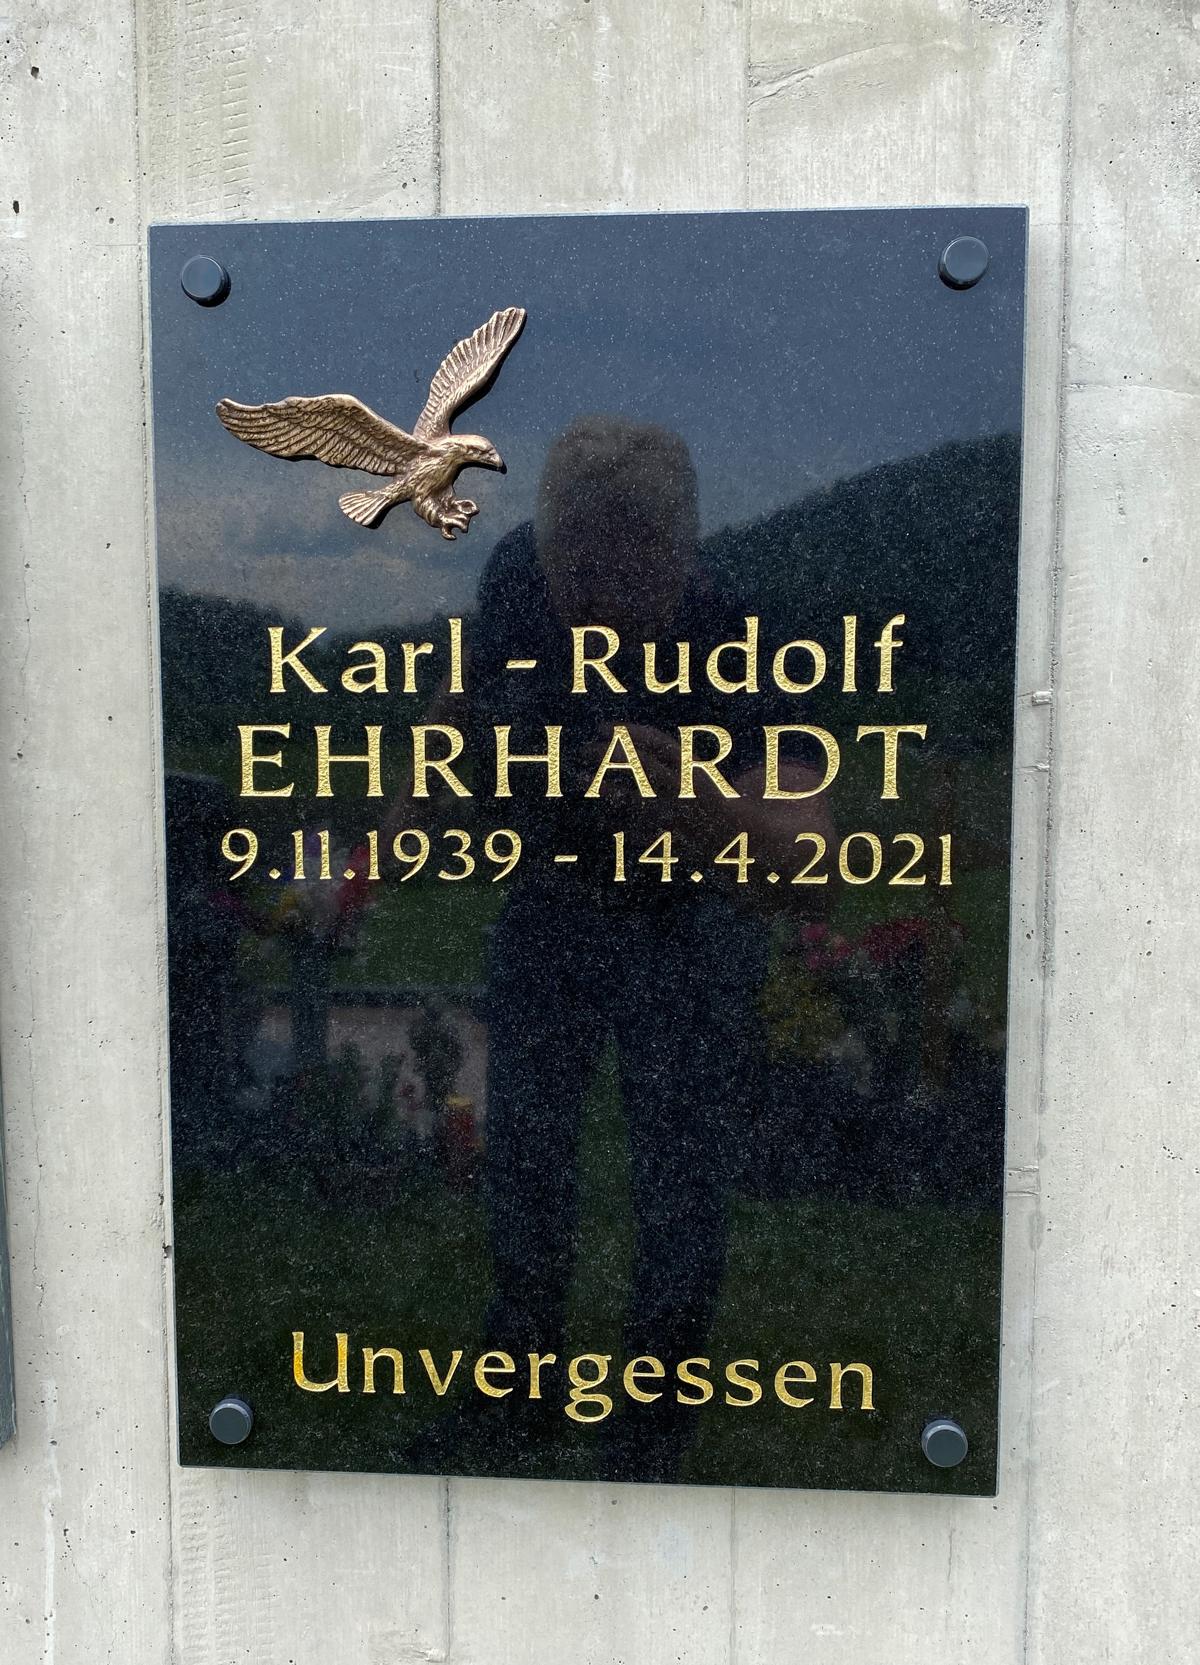 Karl - Rudolf
EHRHARDT
9.11.1939 - 14.4.2021
Unvergessen